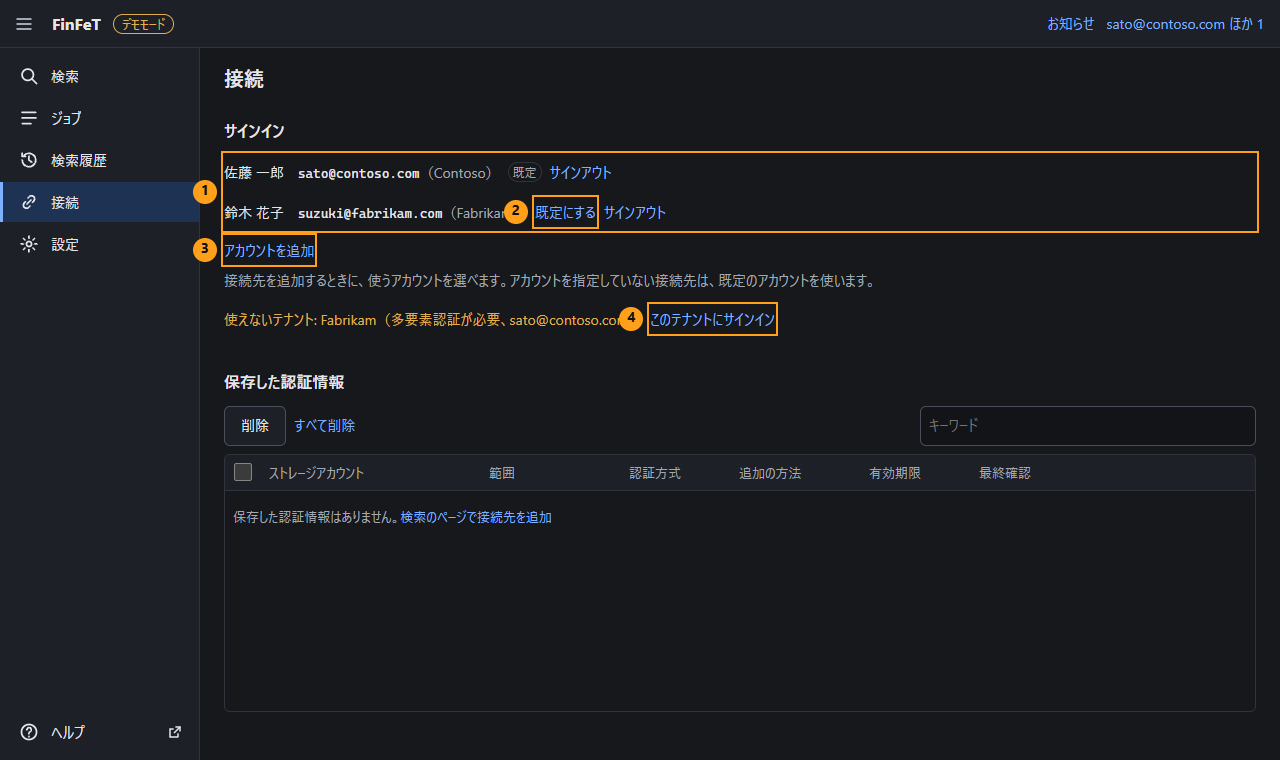 FinFeT デモモード お知らせ sato@contoso.com ほか 1
検索
ジョブ
検索履歴
接続
設定
ヘルプ
接続
サインイン
1
佐藤 一郎 sato@contoso.com（Contoso） 既定 サインアウト
鈴木 花子 suzuki@fabrikam.com（Fabrikar 2 既定にする サインアウト
3 アカウントを追加
接続先を追加するときに、使うアカウントを選べます。アカウントを指定していない接続先は、既定のアカウントを使います。
使えないテナント: Fabrikam（多要素認証が必要、sato@contoso.co 4 このテナントにサインイン
保存した認証情報
削除 すべて削除 キーワード
ストレージアカウント 範囲 認証方式 追加の方法 有効期限 最終確認
保存した認証情報はありません。検索のページで接続先を追加